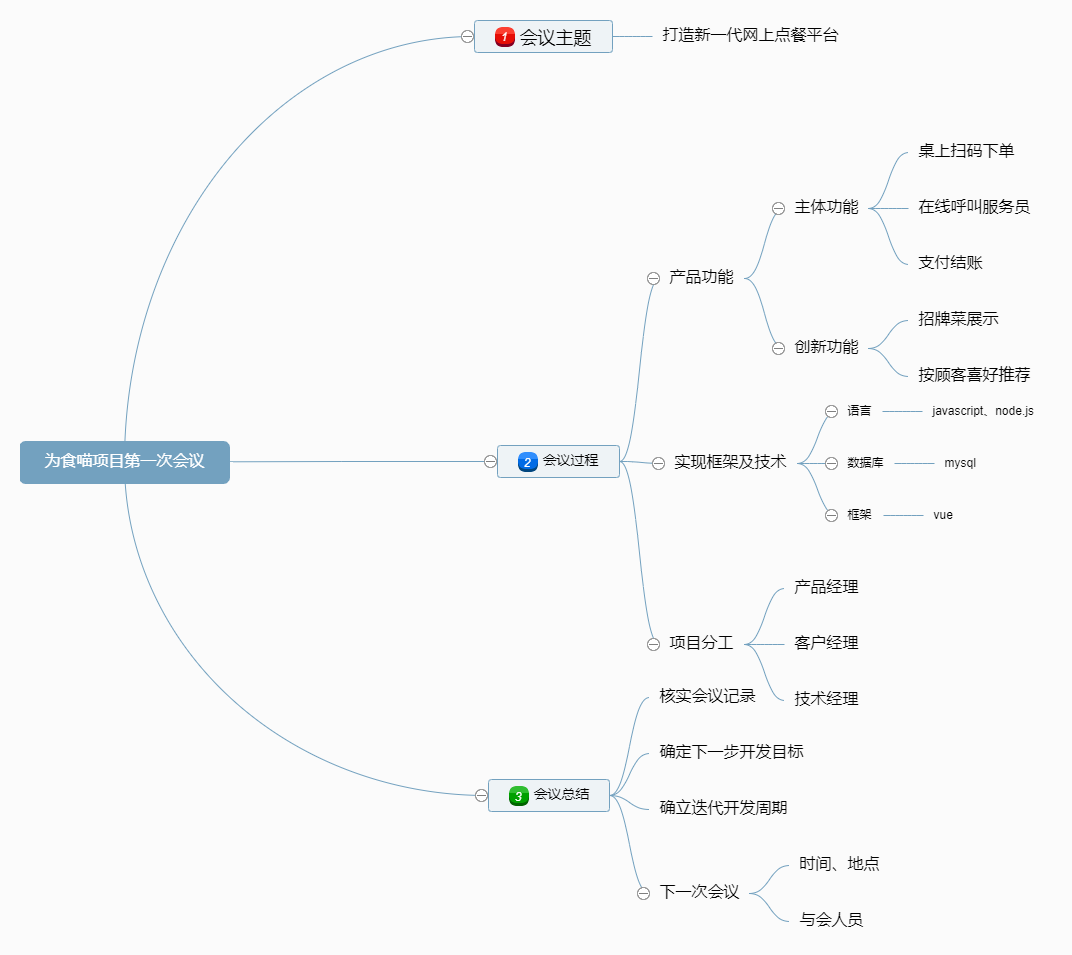 1 会议主题
打造新一代网上点餐平台
桌上扫码下单
主体功能
在线呼叫服务员
产品功能
支付结账
创新功能
招牌菜展示
按顾客喜好推荐
语言
javascript、node.js
为食喵项目第一次会议
2 会议过程
实现框架及技术
数据库
mysql
框架
vue
产品经理
项目分工
客户经理
技术经理
核实会议记录
确定下一步开发目标
3 会议总结
确立迭代开发周期
下一次会议
时间、地点
与会人员